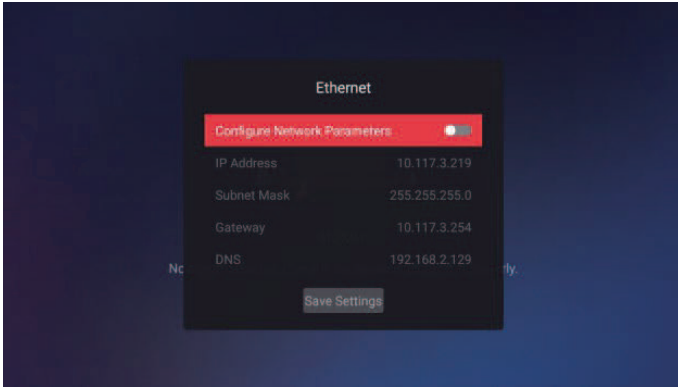 Ethernet
Configure Network Parameters
IP Address 10.117.3.219
Subnet Mask 255.255.255.0
Gateway 10.117.3.254
DNS 192.168.2.129
Save Settings